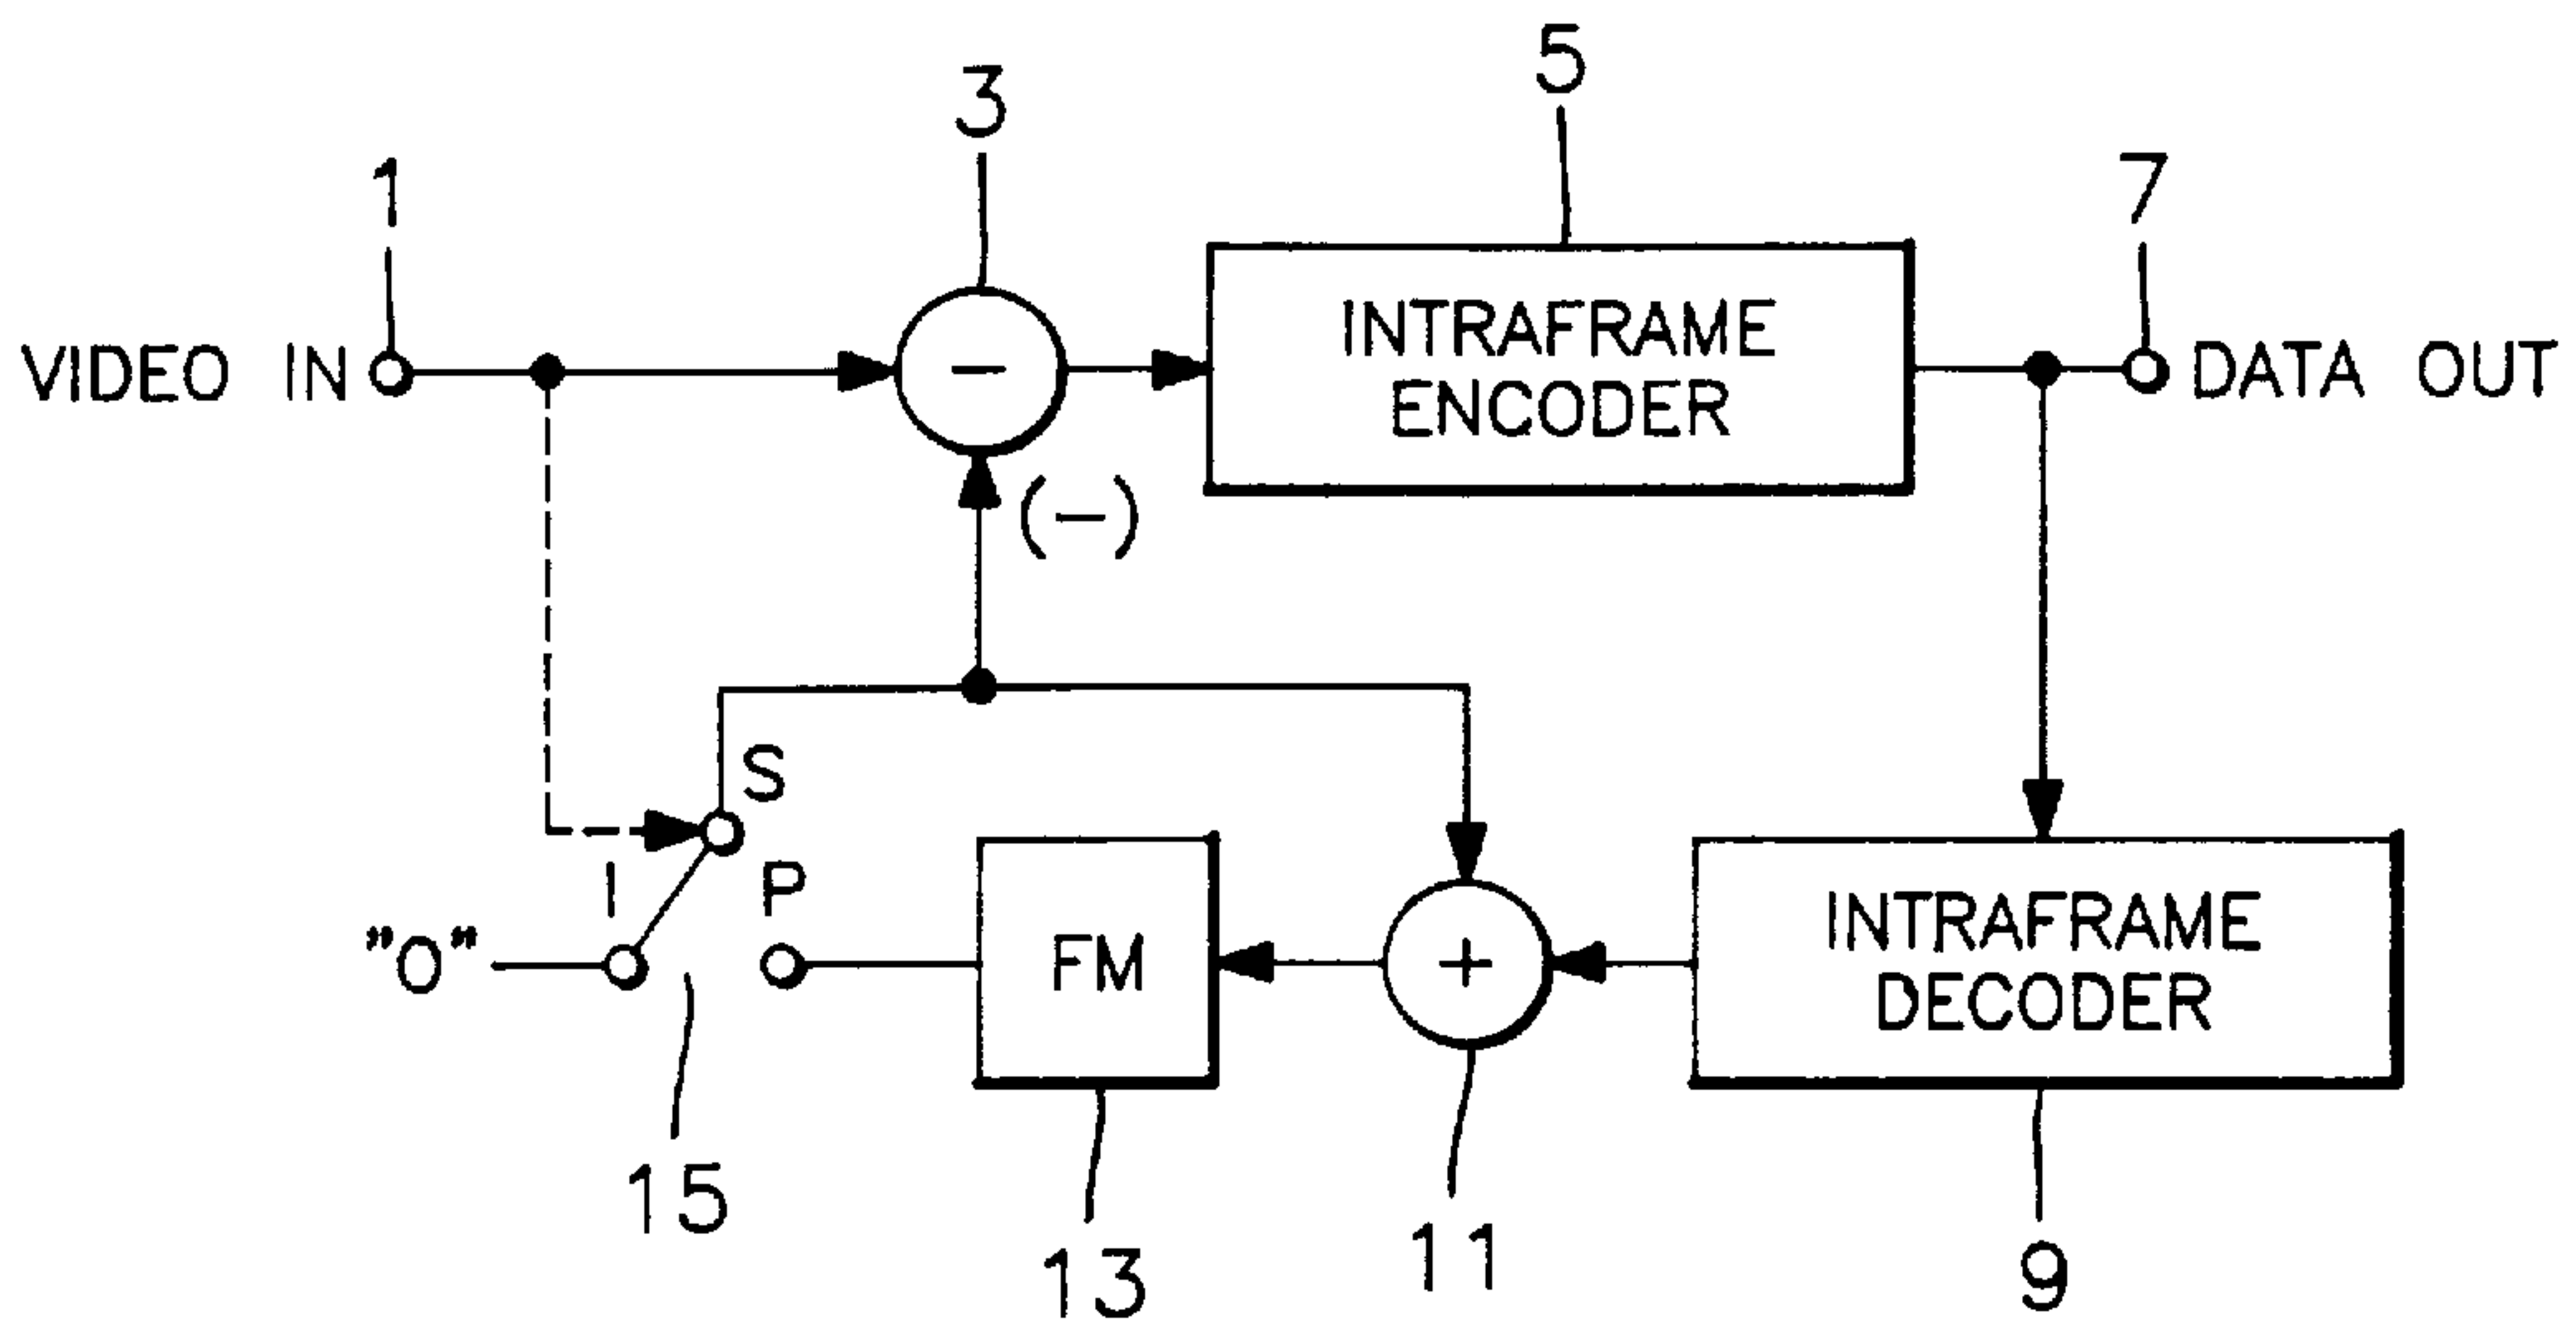 5
3
1
7
VIDEO IN
−
INTRAFRAME
ENCODER
DATA OUT
(−)
S
I
P
"0"
FM
+
INTRAFRAME
DECODER
15
13
11
9